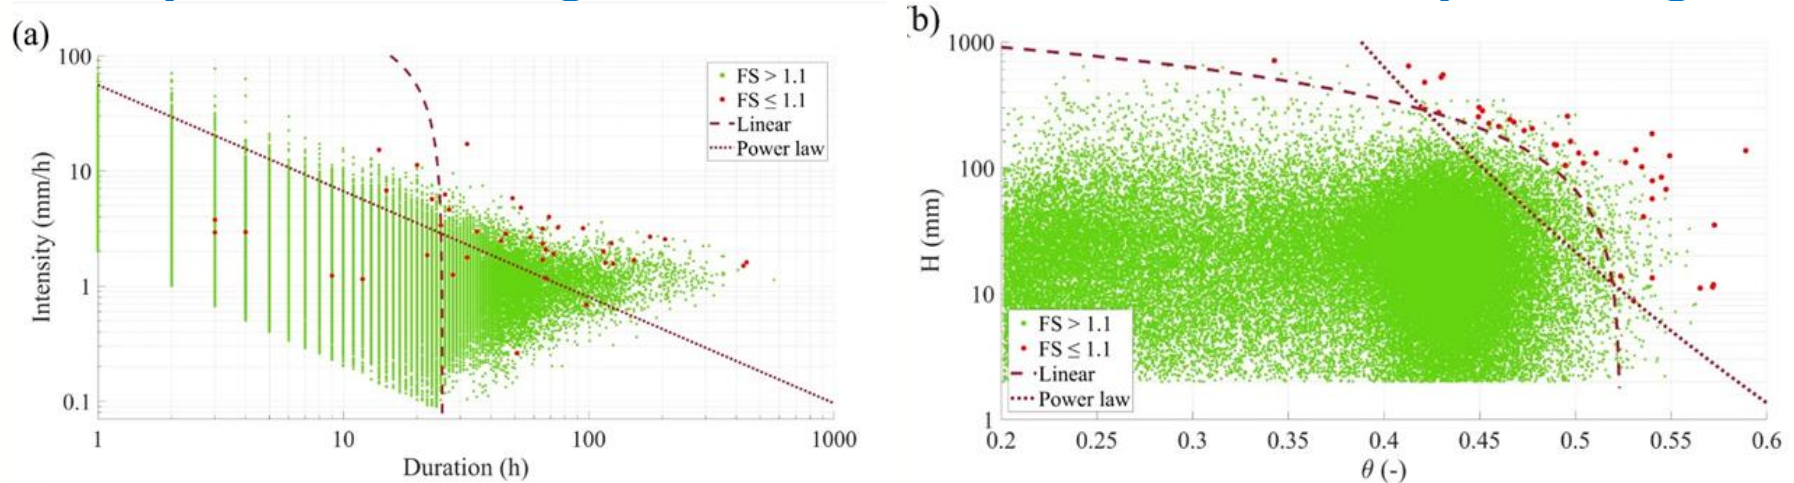 (a)
100
10
1
0.1
Intensity (mm/h)
1
10
100
1000
Duration (h)
FS > 1.1
FS ≤ 1.1
Linear
Power law
b)
1000
100
10
1
H (mm)
0.2
0.25
0.3
0.35
0.4
0.45
0.5
0.55
0.6
θ (-)
FS > 1.1
FS ≤ 1.1
Linear
Power law